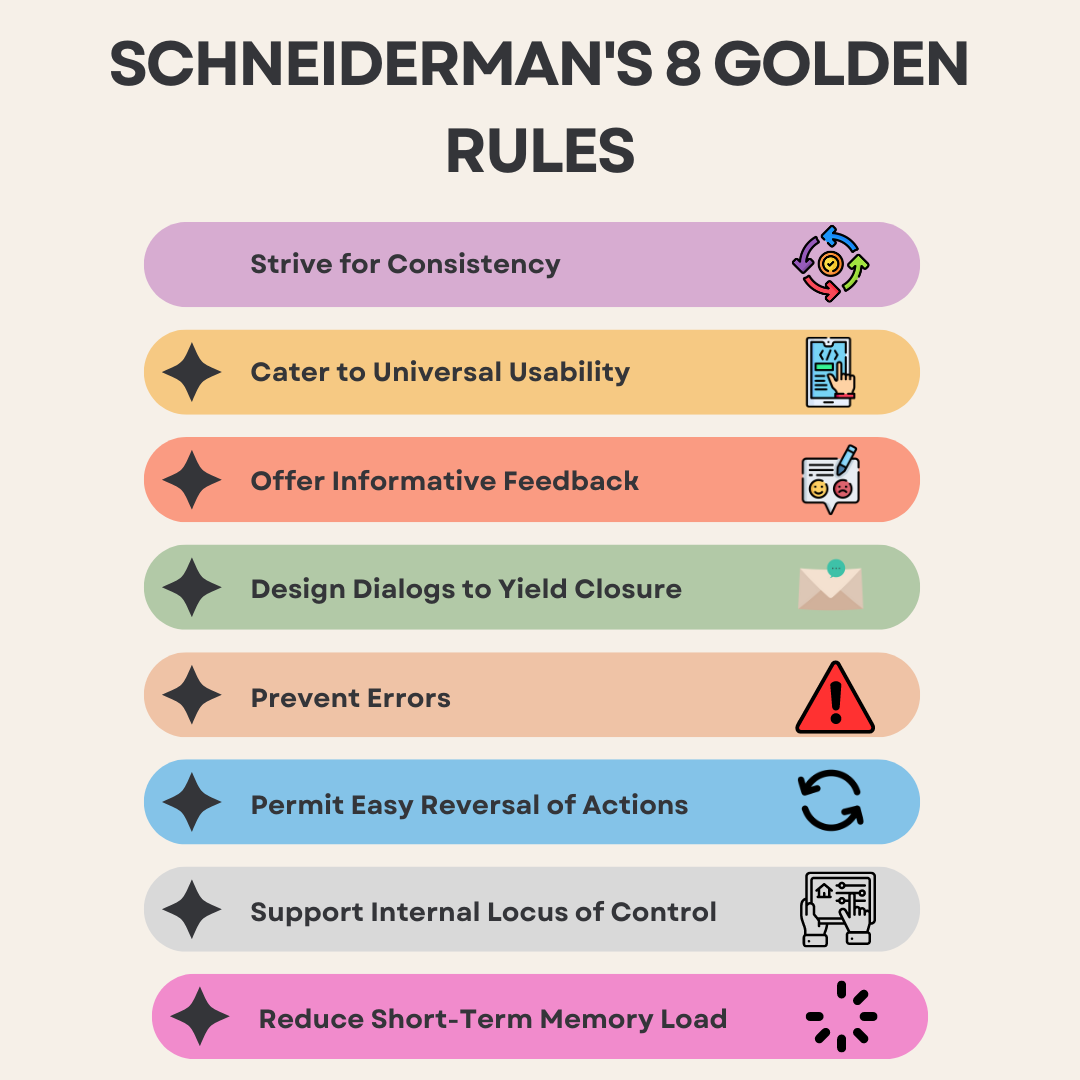 SCHNEIDERMAN'S 8 GOLDEN
RULES
Strive for Consistency
Cater to Universal Usability
Offer Informative Feedback
Design Dialogs to Yield Closure
Prevent Errors
Permit Easy Reversal of Actions
Support Internal Locus of Control
Reduce Short-Term Memory Load